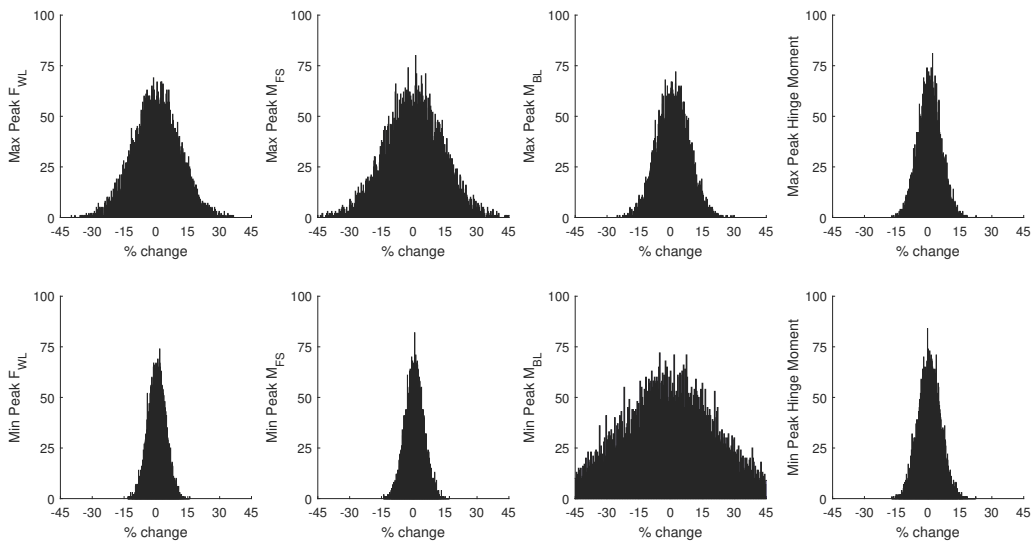 Max Peak F_WL
100
75
50
25
0
-45 -30 -15 0 15 30 45
% change
Max Peak M_FS
100
75
50
25
0
-45 -30 -15 0 15 30 45
% change
Max Peak M_BL
100
75
50
25
0
-45 -30 -15 0 15 30 45
% change
Max Peak Hinge Moment
100
75
50
25
0
-45 -30 -15 0 15 30 45
% change
Min Peak F_WL
100
75
50
25
0
-45 -30 -15 0 15 30 45
% change
Min Peak M_FS
100
75
50
25
0
-45 -30 -15 0 15 30 45
% change
Min Peak M_BL
100
75
50
25
0
-45 -30 -15 0 15 30 45
% change
Min Peak Hinge Moment
100
75
50
25
0
-45 -30 -15 0 15 30 45
% change